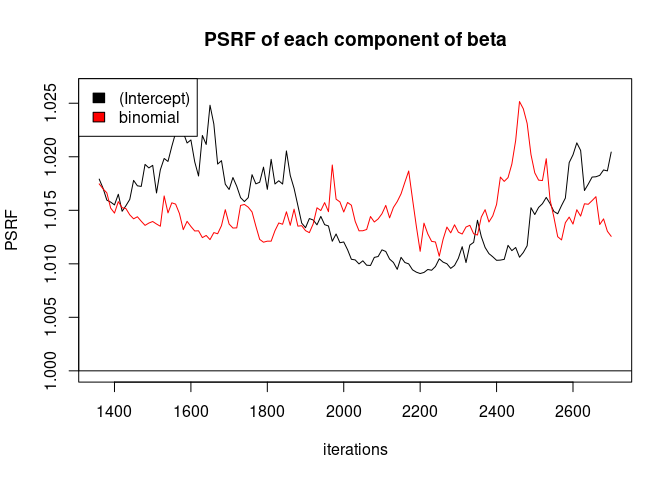 PSRF of each component of beta
(Intercept)
binomial
PSRF
1.025
1.020
1.015
1.010
1.005
1.000
1400 1600 1800 2000 2200 2400 2600
iterations